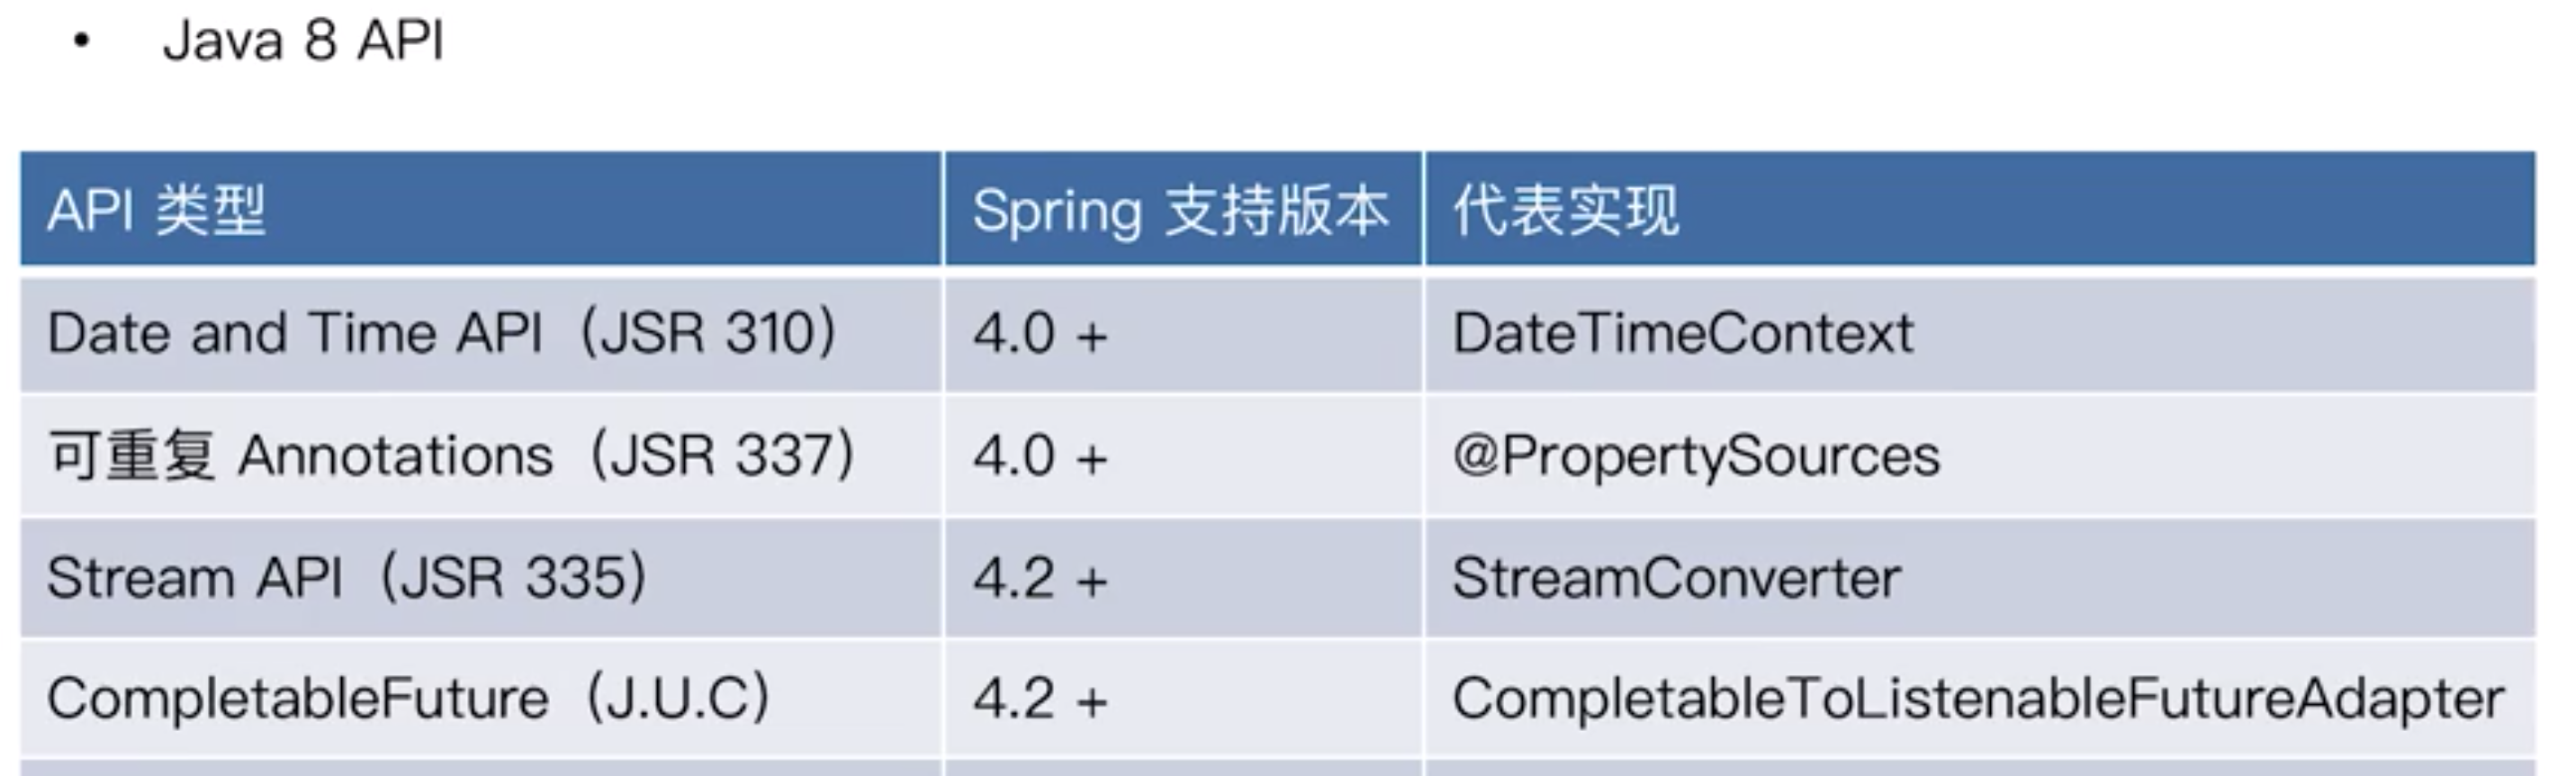 • Java 8 API
API 类型 Spring 支持版本 代表实现
Date and Time API（JSR 310） 4.0 + DateTimeContext
可重复 Annotations（JSR 337） 4.0 + @PropertySources
Stream API（JSR 335） 4.2 + StreamConverter
CompletableFuture（J.U.C） 4.2 + CompletableToListenableFutureAdapter